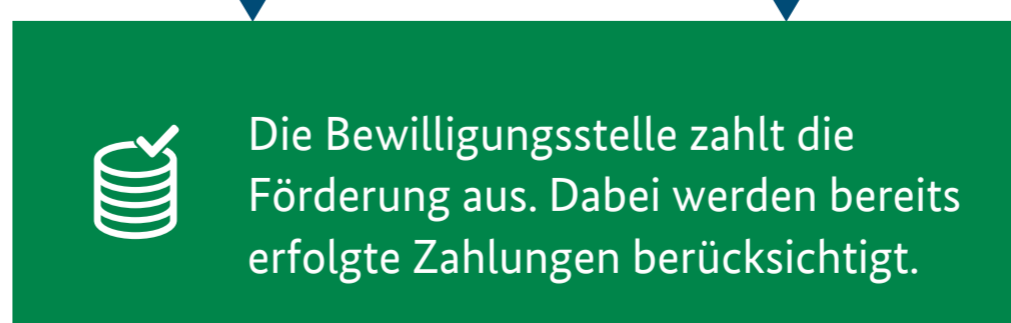 Die Bewilligungsstelle zahlt die
Förderung aus. Dabei werden bereits
erfolgte Zahlungen berücksichtigt.